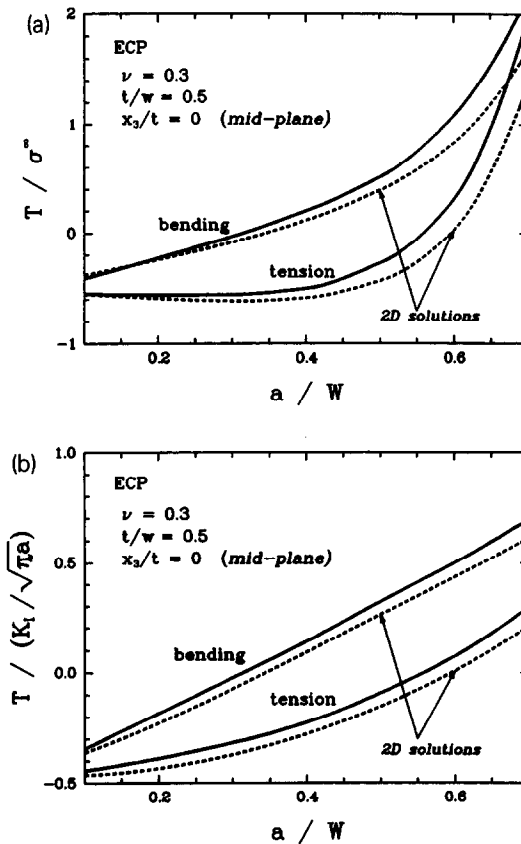 (a)
2
1
0
-1
T / σ^∞
ECP
ν = 0.3
t/w = 0.5
x₃/t = 0 (mid-plane)
bending
tension
2D solutions
0.2
0.4
0.6
a / W
(b)
1.0
0.5
0.0
-0.5
T / (K_I / √πa)
ECP
ν = 0.3
t/w = 0.5
x₃/t = 0 (mid-plane)
bending
tension
2D solutions
0.2
0.4
0.6
a / W